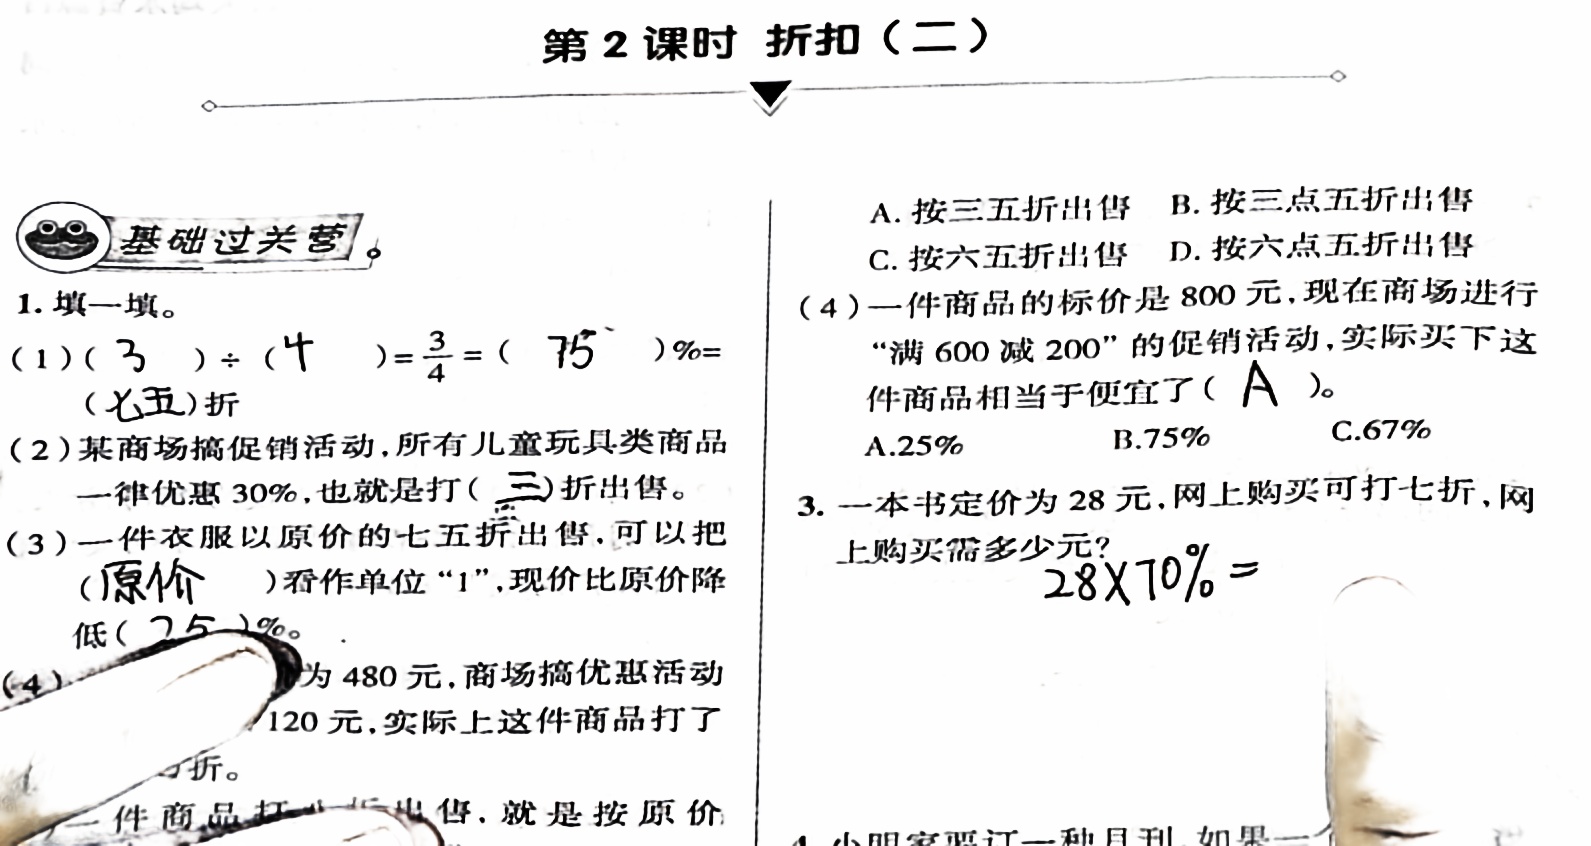 第 2 课时 折扣（二）
基础过关营
1. 填一填。
(1)( 3 )÷( 4 )=3/4=( 75 )%=
(七五)折
(2)某商场搞促销活动,所有儿童玩具类商品
一律优惠 30%,也就是打( 三 )折出售。
(3)一件衣服以原价的七五折出售,可以把
(原价 )看作单位“1”,现价比原价降
低( 25 )%。
(4)
为 480 元,商场搞优惠活动
120 元,实际上这件商品打了
折。
一件商品打 折出售,就是按原价
A. 按三五折出售 B. 按三点五折出售
C. 按六五折出售 D. 按六点五折出售
(4)一件商品的标价是 800 元,现在商场进行
“满 600 减 200”的促销活动,实际买下这
件商品相当于便宜了( A )。
A.25% B.75% C.67%
3. 一本书定价为 28 元,网上购买可打七折,网
上购买需多少元?
28×70%=
4. 小明家要订一种月刊,如果一